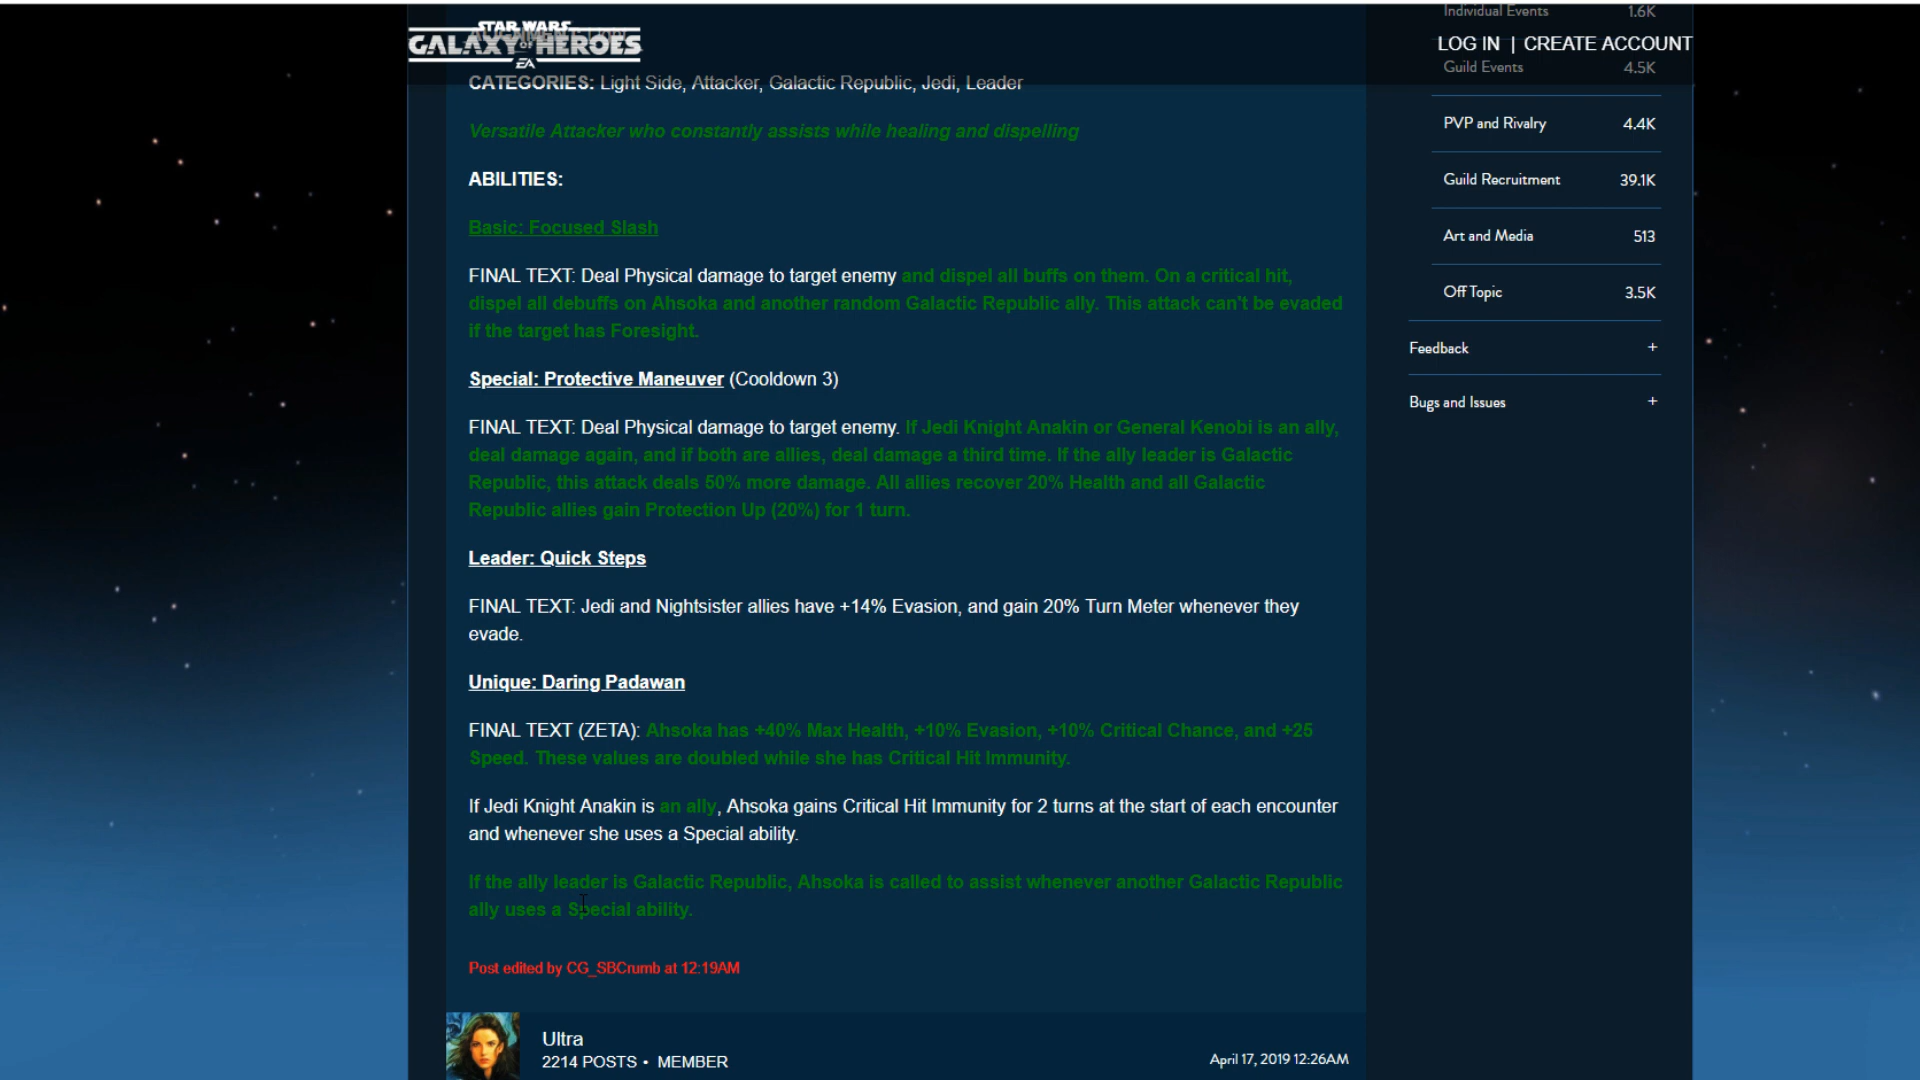 STAR WARS
GALAXY OF HEROES
EA
LOG IN | CREATE ACCOUNT
CATEGORIES: Light Side, Attacker, Galactic Republic, Jedi, Leader
Versatile Attacker who constantly assists while healing and dispelling
ABILITIES:
Basic: Focused Slash
FINAL TEXT: Deal Physical damage to target enemy and dispel all buffs on them. On a critical hit,
dispel all debuffs on Ahsoka and another random Galactic Republic ally. This attack can't be evaded
if the target has Foresight.
Special: Protective Maneuver (Cooldown 3)
FINAL TEXT: Deal Physical damage to target enemy. If Jedi Knight Anakin or General Kenobi is an ally,
deal damage again, and if both are allies, deal damage a third time. If the ally leader is Galactic
Republic, this attack deals 50% more damage. All allies recover 20% Health and all Galactic
Republic allies gain Protection Up (20%) for 1 turn.
Leader: Quick Steps
FINAL TEXT: Jedi and Nightsister allies have +14% Evasion, and gain 20% Turn Meter whenever they
evade.
Unique: Daring Padawan
FINAL TEXT (ZETA): Ahsoka has +40% Max Health, +10% Evasion, +10% Critical Chance, and +25
Speed. These values are doubled while she has Critical Hit Immunity.
If Jedi Knight Anakin is an ally, Ahsoka gains Critical Hit Immunity for 2 turns at the start of each encounter
and whenever she uses a Special ability.
If the ally leader is Galactic Republic, Ahsoka is called to assist whenever another Galactic Republic
ally uses a Special ability.
Post edited by CG_SBCrumb at 12:19AM
Ultra
2214 POSTS • MEMBER
April 17, 2019 12:26AM
Individual Events 1.6K
Guild Events 4.5K
PVP and Rivalry 4.4K
Guild Recruitment 39.1K
Art and Media 513
Off Topic 3.5K
Feedback +
Bugs and Issues +